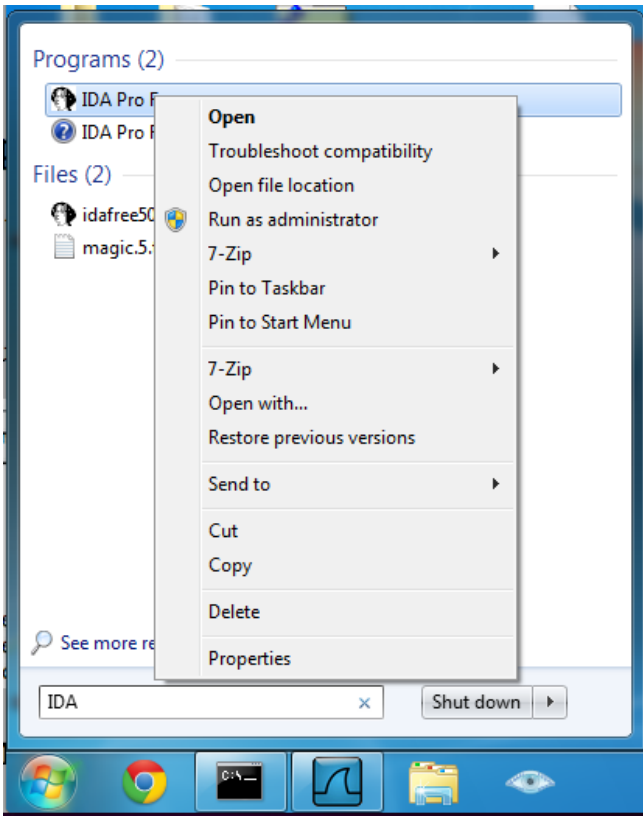 Programs (2)
IDA Pro
IDA Pro
Files (2)
idafree50
magic.5.
See more
Open
Troubleshoot compatibility
Open file location
Run as administrator
7-Zip
Pin to Taskbar
Pin to Start Menu
7-Zip
Open with...
Restore previous versions
Send to
Cut
Copy
Delete
Properties
IDA
Shut down
C:\_